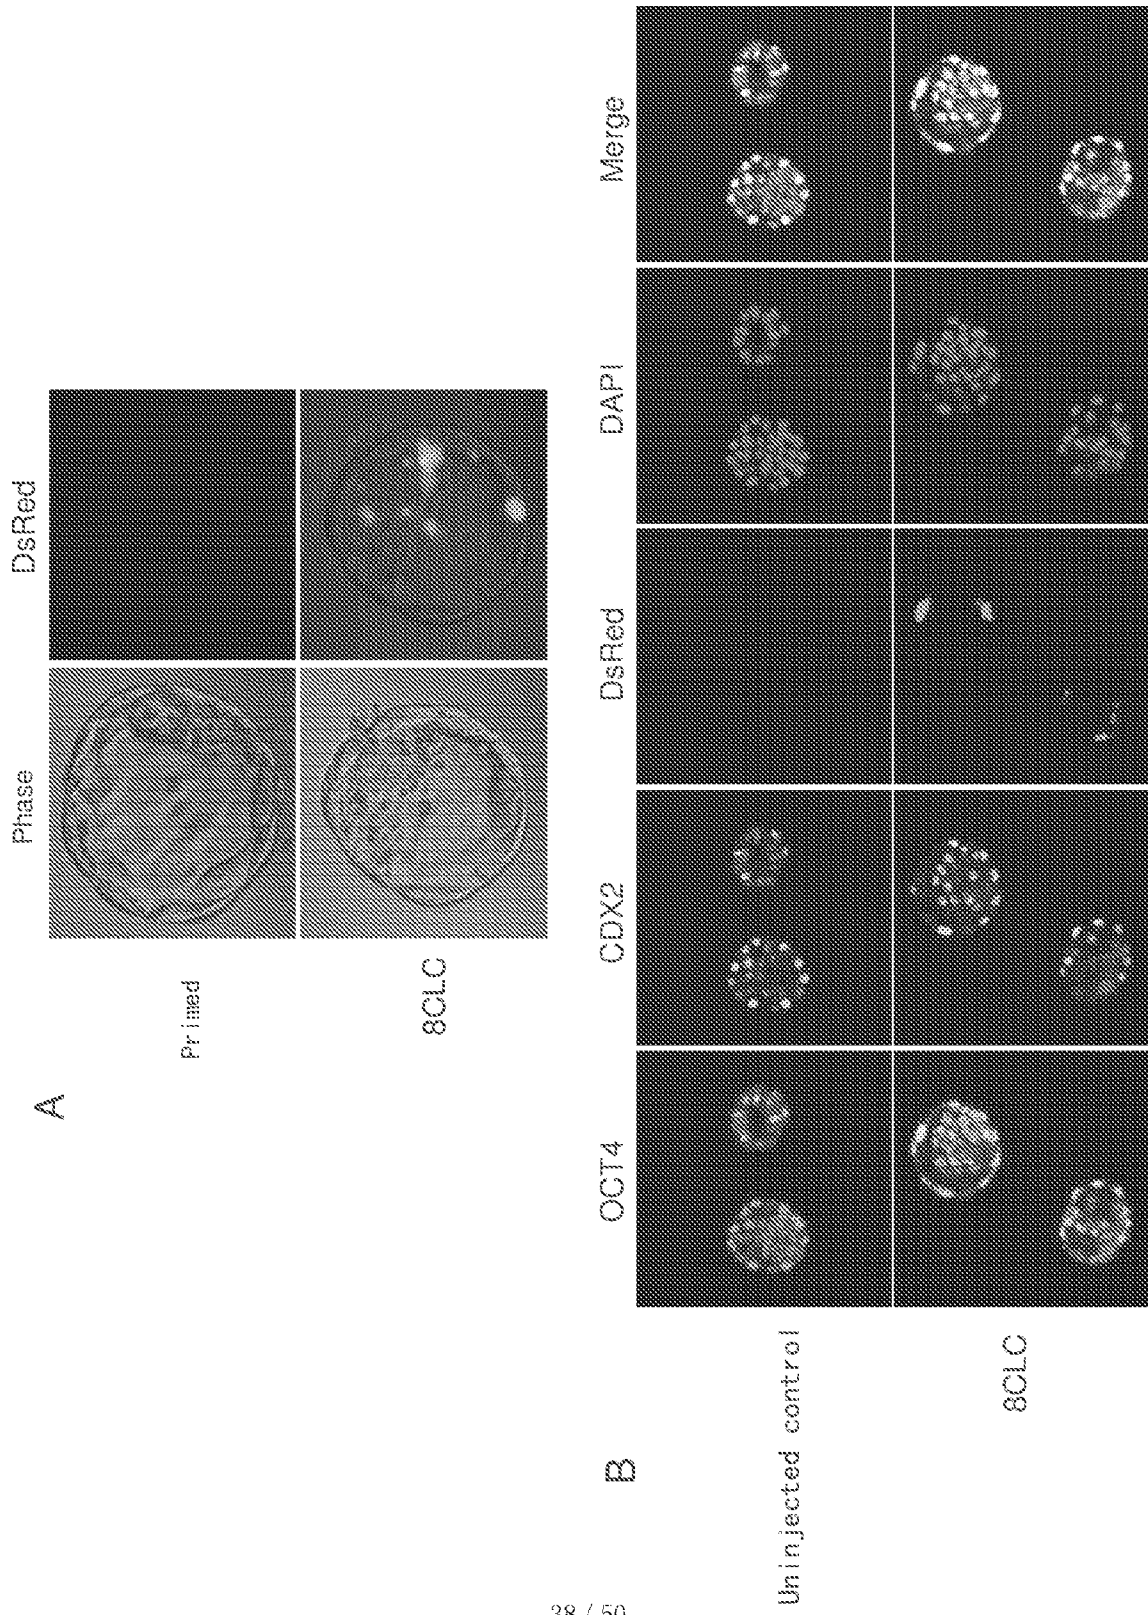 A
Phase
DsRed
Primed
8CLC
B
OCT4
CDX2
DsRed
DAPI
Merge
Uninjected control
8CLC
38 / 50